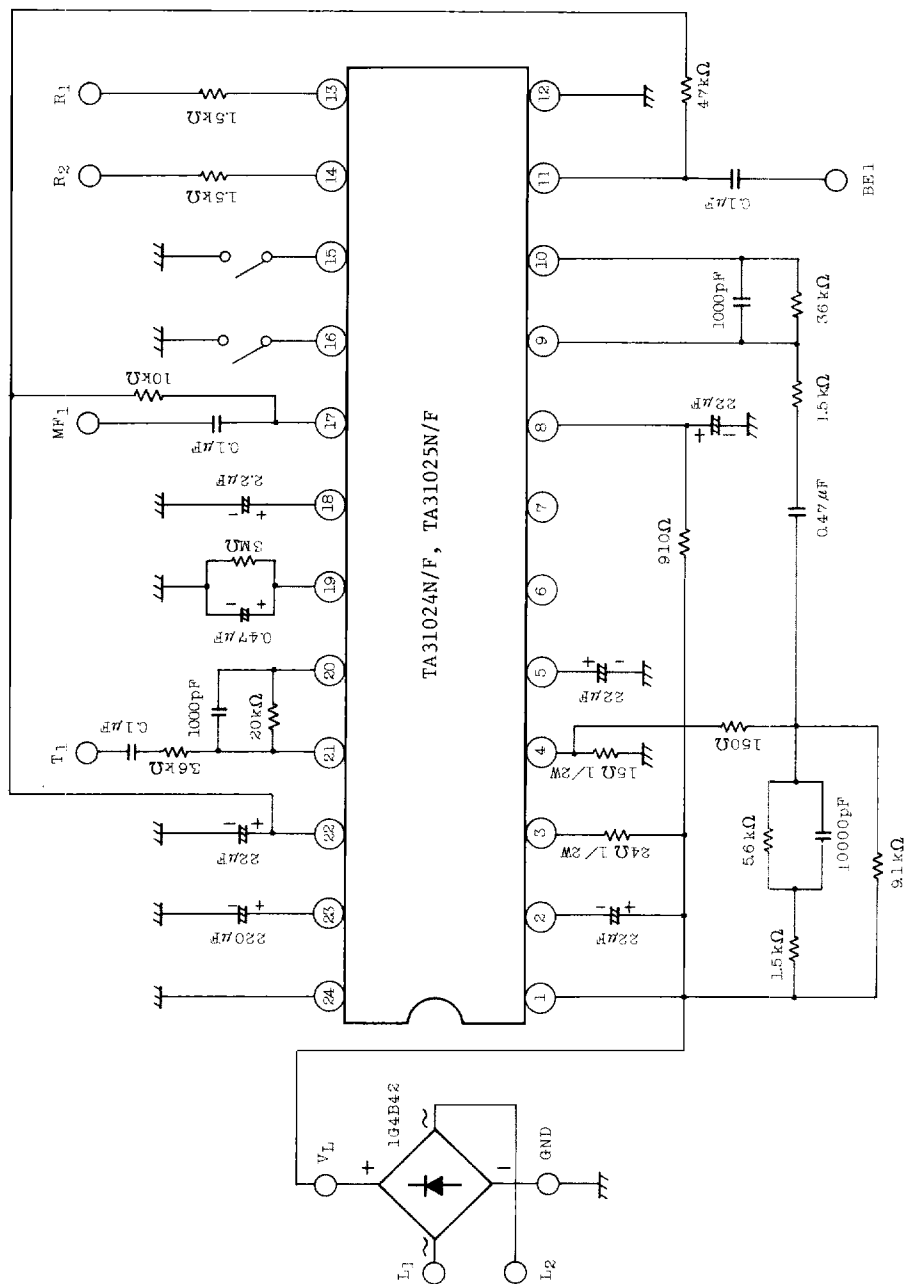 R1
R2
MF1
T1
1.5kΩ
1.5kΩ
10kΩ
0.1μF
2.2μF
−
+
3MΩ
−
+
0.47μF
1000pF
20kΩ
0.1μF
3.6kΩ
−
+
22μF
−
+
220μF
13
14
15
16
17
18
19
20
21
22
23
24
TA31024N/F, TA31025N/F
12
11
10
9
8
7
6
5
4
3
2
1
47kΩ
0.1μF
BE1
1000pF
36kΩ
1.5kΩ
22μF
+
−
0.47μF
910Ω
+
−
22μF
15Ω 1/2W
150Ω
24Ω 1/2W
−
+
22μF
5.6kΩ
10000pF
1.5kΩ
9.1kΩ
VL
+
1G4B42
~
~
−
GND
L1
L2